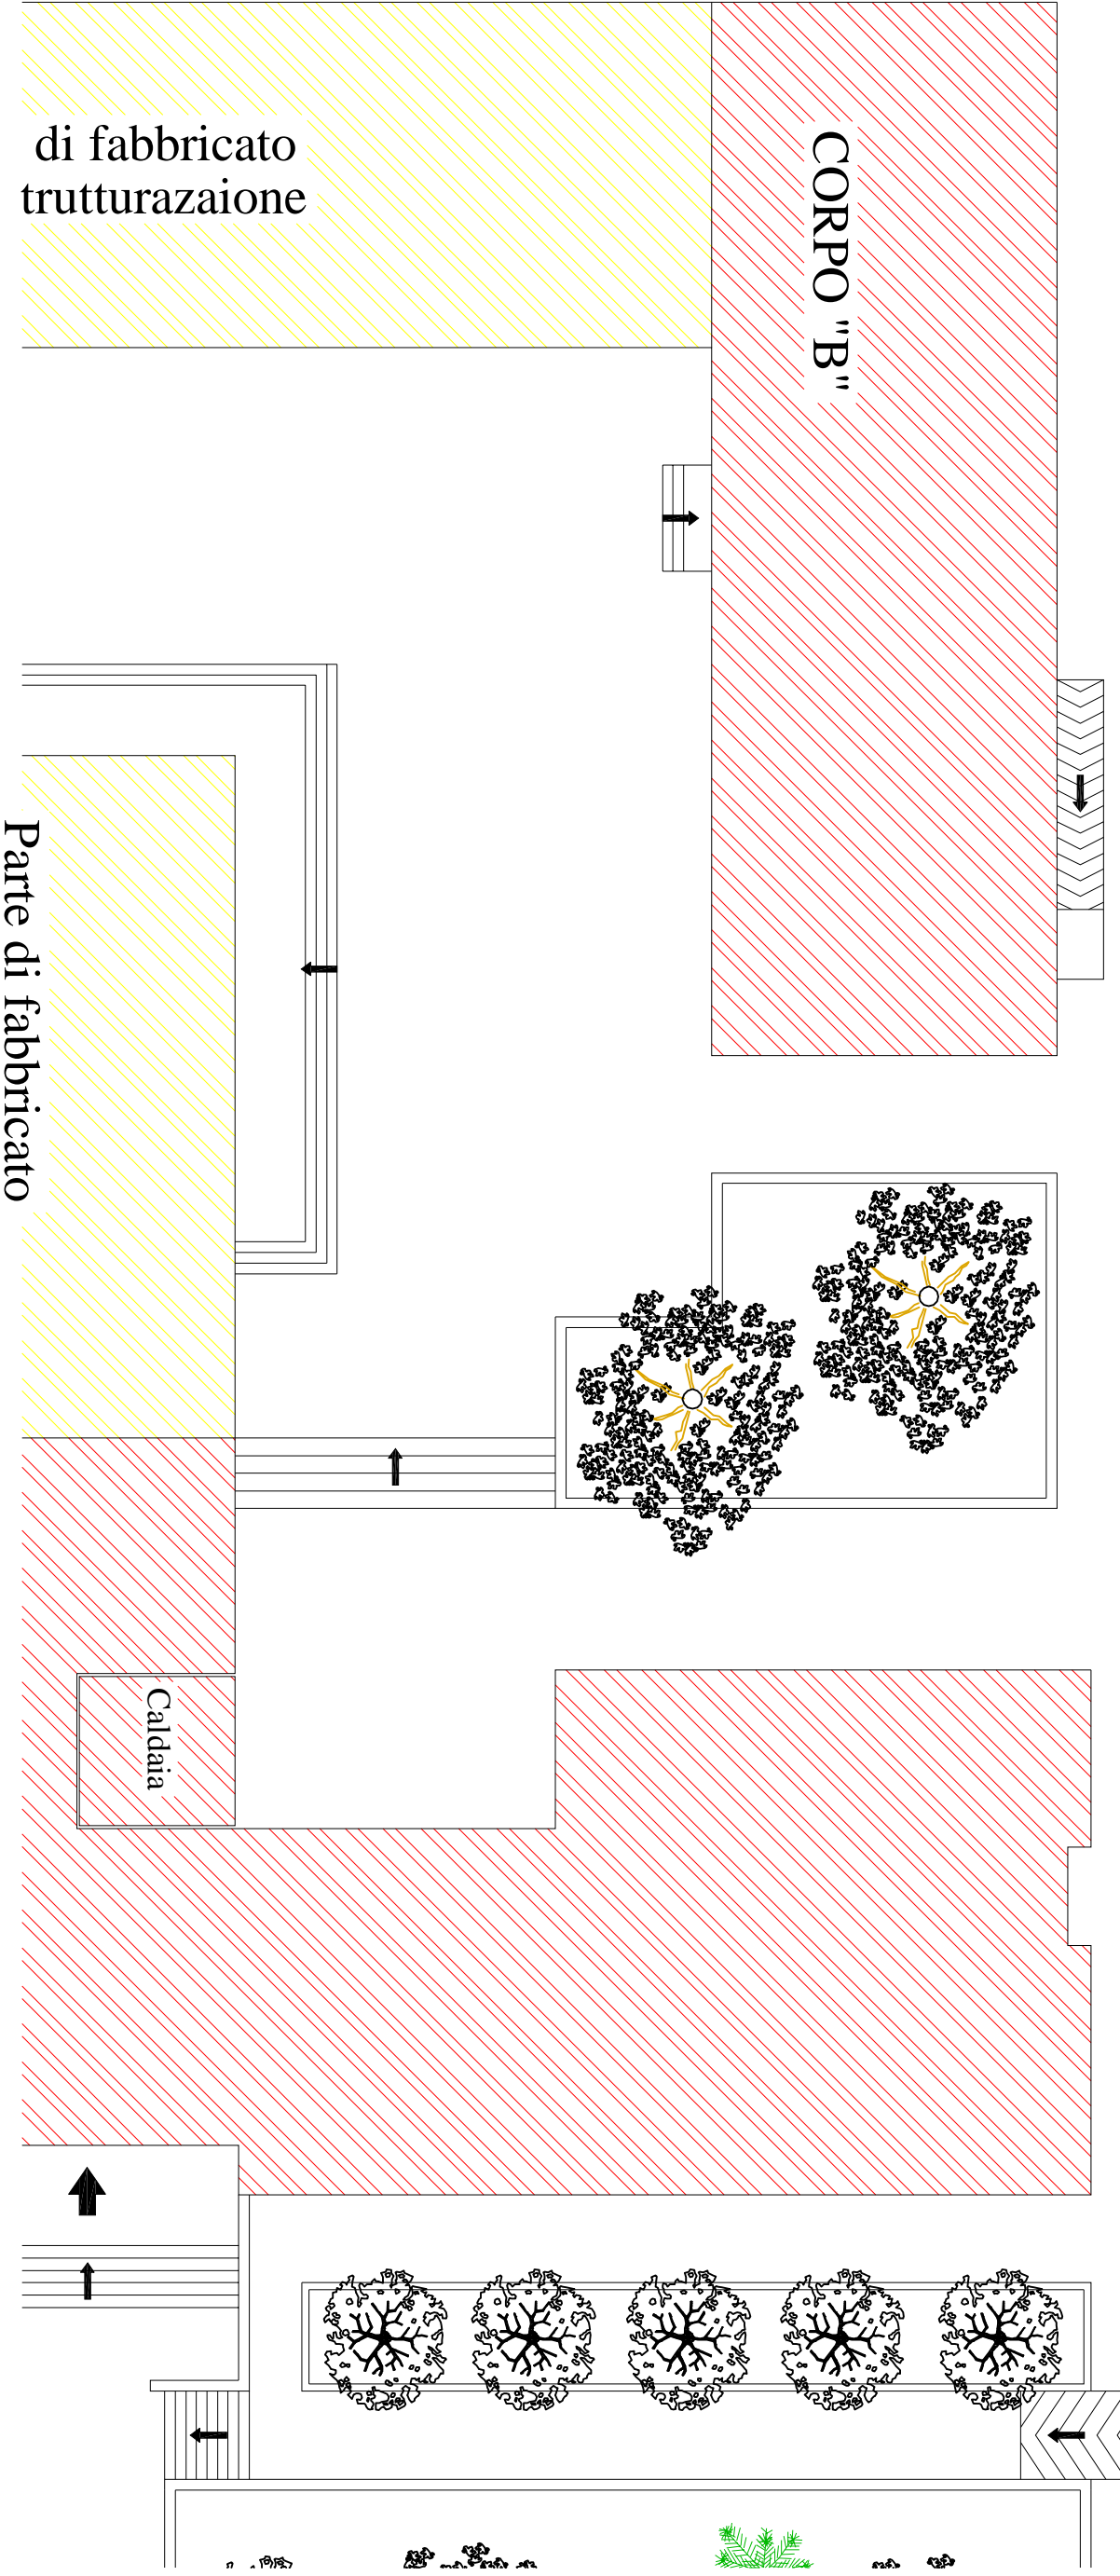 di fabbricato
trutturazaione
CORPO "B"
Parte di fabbricato
Caldaia